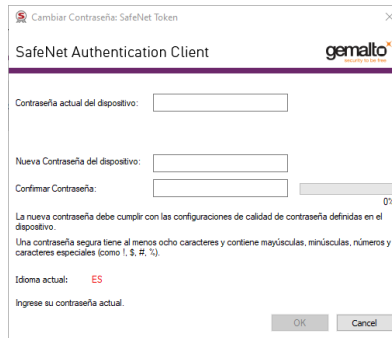 Cambiar Contraseña: SafeNet Token
SafeNet Authentication Client
gemalto
security to be free
Contraseña actual del dispositivo:
Nueva Contraseña del dispositivo:
Confirmar Contraseña:
0%
La nueva contraseña debe cumplir con las configuraciones de calidad de contraseña definidas en el
dispositivo.
Una contraseña segura tiene al menos ocho caracteres y contiene mayúsculas, minúsculas, números y
caracteres especiales (como !, $, #, %).
Idioma actual: ES
Ingrese su contraseña actual.
OK Cancel